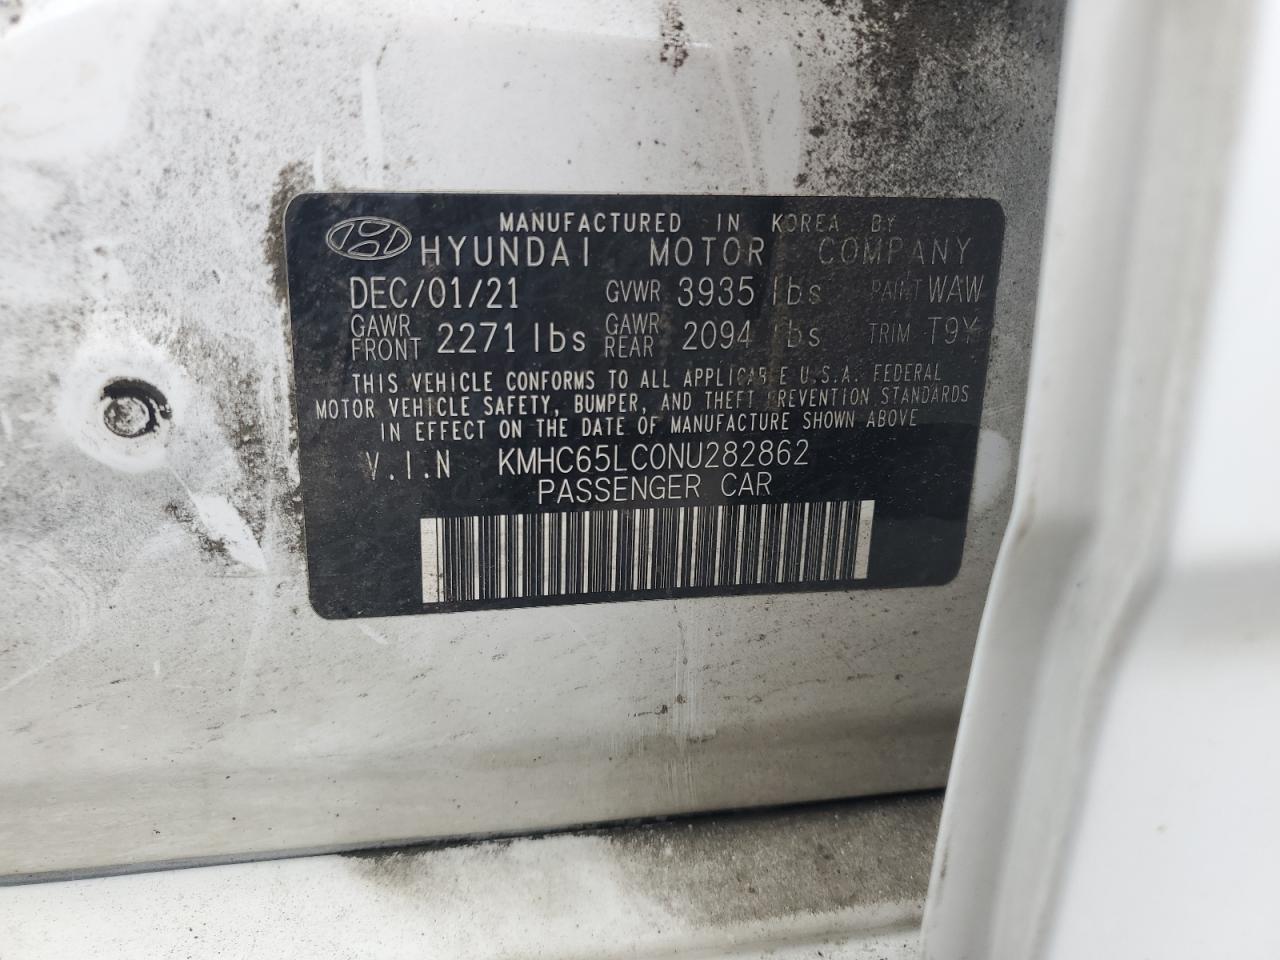 MANUFACTURED IN KOREA BY
HYUNDAI MOTOR COMPANY
DEC/01/21 GVWR 3935 lbs PAINT WAW
GAWR FRONT 2271 lbs GAWR REAR 2094 lbs TRIM T9Y
THIS VEHICLE CONFORMS TO ALL APPLICABLE U.S.A. FEDERAL
MOTOR VEHICLE SAFETY, BUMPER, AND THEFT PREVENTION STANDARDS
IN EFFECT ON THE DATE OF MANUFACTURE SHOWN ABOVE
V.I.N KMHC65LC0NU282862
PASSENGER CAR